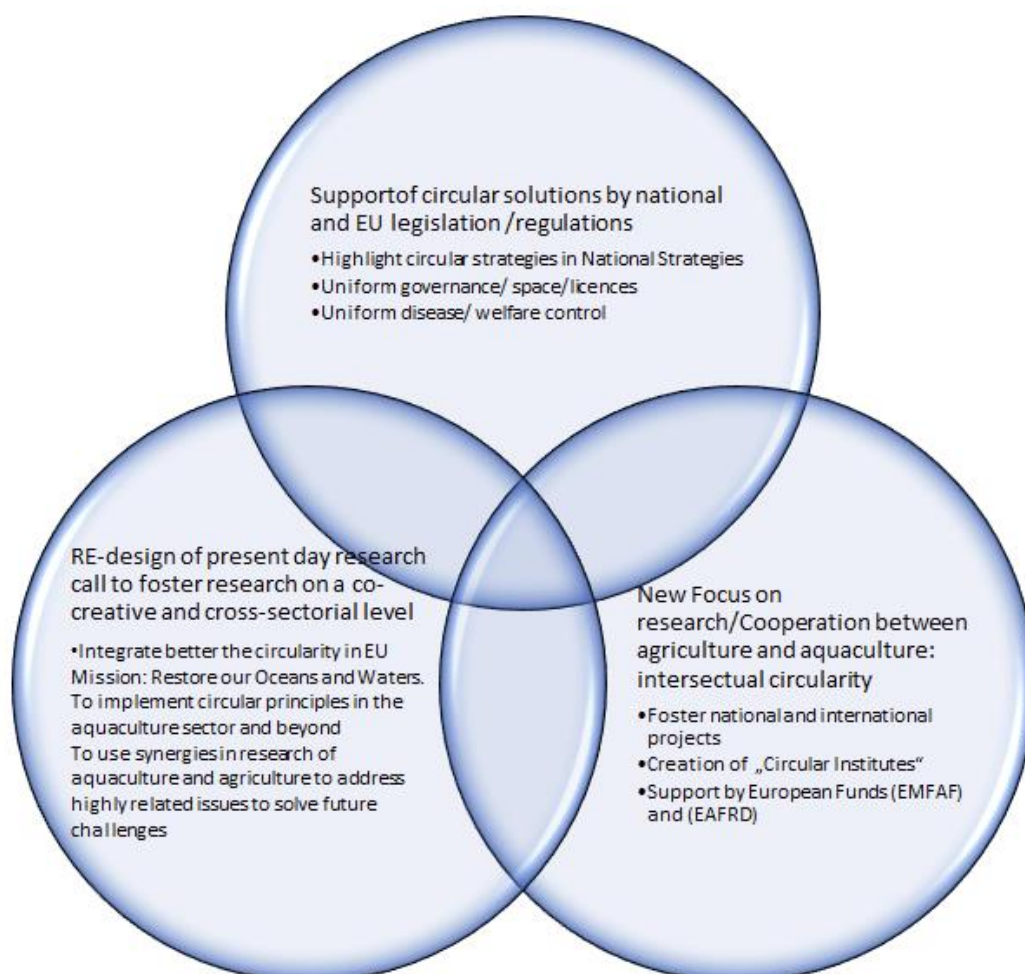 Supportof circular solutions by national
and EU legislation /regulations
•Highlight circular strategies in National Strategies
•Uniform governance/ space/licences
•Uniform disease/ welfare control
RE-design of present day research
call to foster research on a co-
creative and cross-sectorial level
•Integrate better the circularity in EU
Mission: Restore our Oceans and Waters.
To implement circular principles in the
aquaculture sector and beyond
To use synergies in research of
aquaculture and agriculture to address
highly related issues to solve future
challenges
New Focus on
research/Cooperation between
agriculture and aquaculture:
intersectual circularity
•Foster national and international
projects
•Creation of „Circular Institutes“
•Support by European Funds (EMFAF)
and (EAFRD)